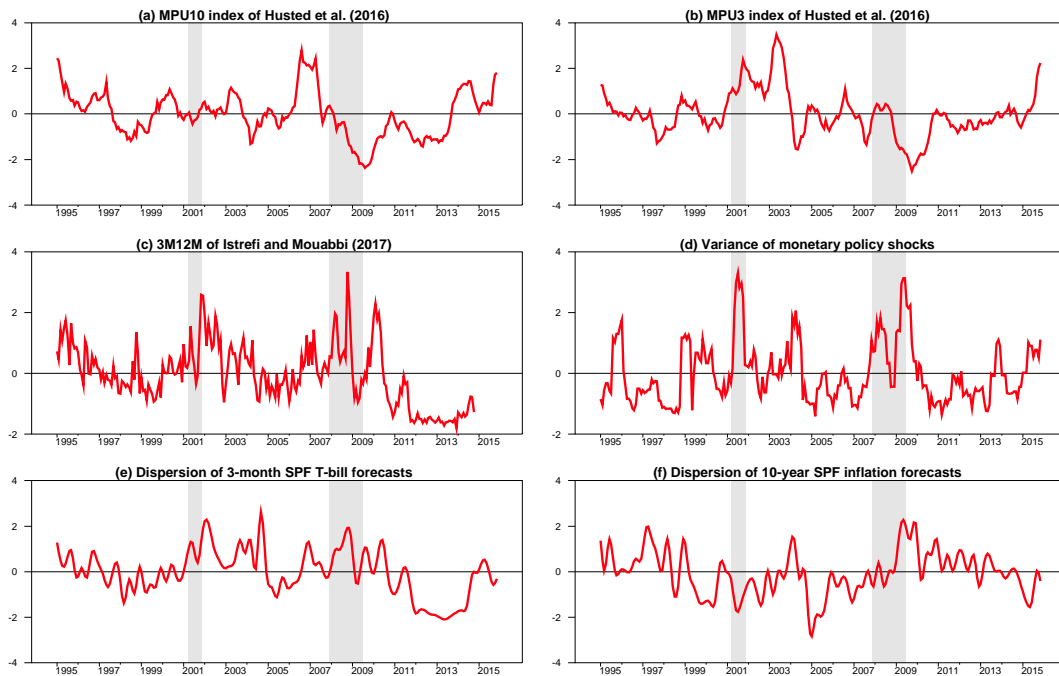 (a) MPU10 index of Husted et al. (2016)
4
2
0
-2
-4
1995 1997 1999 2001 2003 2005 2007 2009 2011 2013 2015
(b) MPU3 index of Husted et al. (2016)
4
2
0
-2
-4
1995 1997 1999 2001 2003 2005 2007 2009 2011 2013 2015
(c) 3M12M of Istrefi and Mouabbi (2017)
4
2
0
-2
1995 1997 1999 2001 2003 2005 2007 2009 2011 2013 2015
(d) Variance of monetary policy shocks
4
2
0
-2
1995 1997 1999 2001 2003 2005 2007 2009 2011 2013 2015
(e) Dispersion of 3-month SPF T-bill forecasts
4
2
0
-2
-4
1995 1997 1999 2001 2003 2005 2007 2009 2011 2013 2015
(f) Dispersion of 10-year SPF inflation forecasts
4
2
0
-2
-4
1995 1997 1999 2001 2003 2005 2007 2009 2011 2013 2015